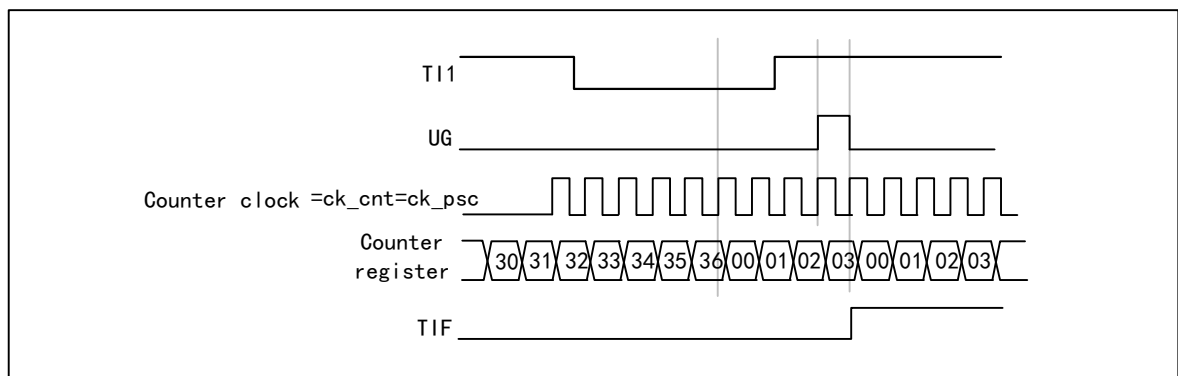 TI1
UG
Counter clock =ck_cnt=ck_psc
Counter
register
30 31 32 33 34 35 36 00 01 02 03 00 01 02 03
TIF